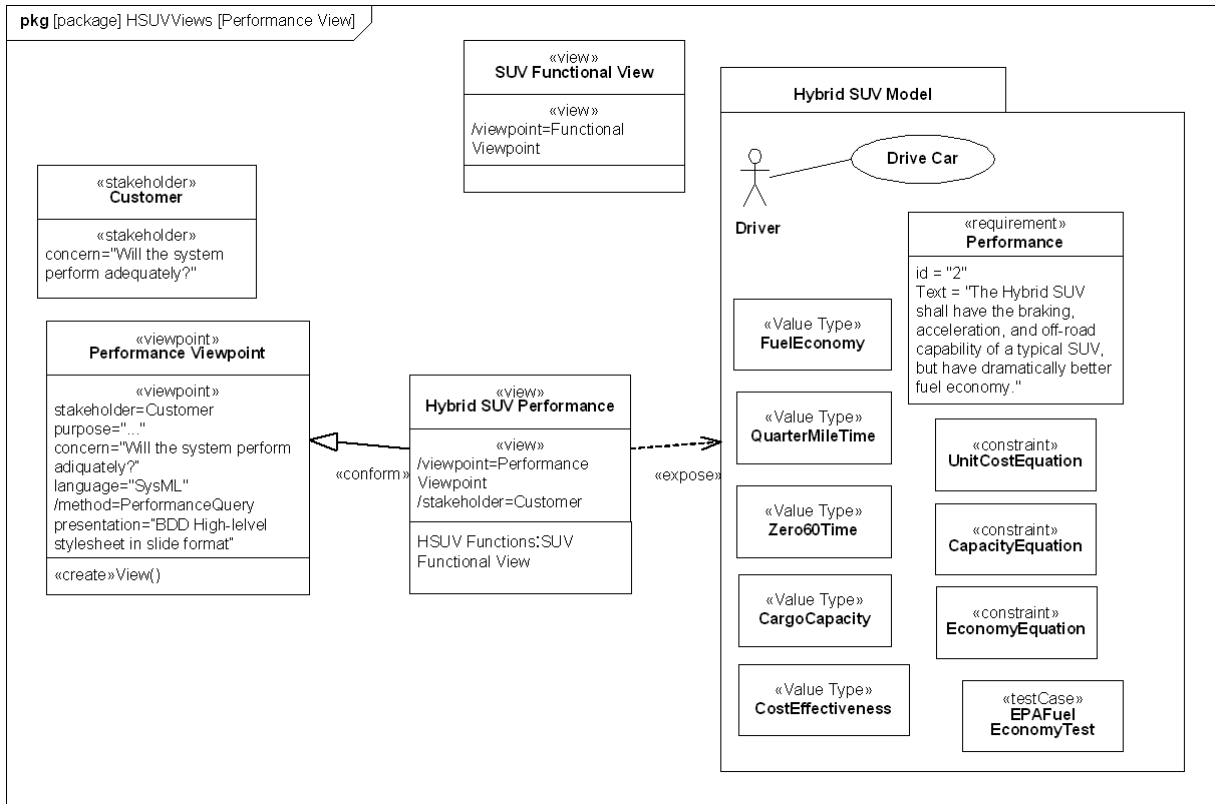 pkg [package] HSUVViews [Performance View]
«view»
SUV Functional View
«view»
/viewpoint=Functional
Viewpoint
«stakeholder»
Customer
«stakeholder»
concern="Will the system
perform adequately?"
«viewpoint»
Performance Viewpoint
«viewpoint»
stakeholder=Customer
purpose="..."
concern="Will the system perform
adiquately?"
language="SysML"
/method=PerformanceQuery
presentation="BDD High-lelvel
stylesheet in slide format"
«create»View()
«conform»
«view»
Hybrid SUV Performance
«view»
/viewpoint=Performance
Viewpoint
/stakeholder=Customer
HSUV Functions:SUV
Functional View
«expose»
Hybrid SUV Model
Drive Car
Driver
«requirement»
Performance
id = "2"
Text = "The Hybrid SUV
shall have the braking,
acceleration, and off-road
capability of a typical SUV,
but have dramatically better
fuel economy."
«Value Type»
FuelEconomy
«Value Type»
QuarterMileTime
«Value Type»
Zero60Time
«Value Type»
CargoCapacity
«Value Type»
CostEffectiveness
«constraint»
UnitCostEquation
«constraint»
CapacityEquation
«constraint»
EconomyEquation
«testCase»
EPAFuel
EconomyTest